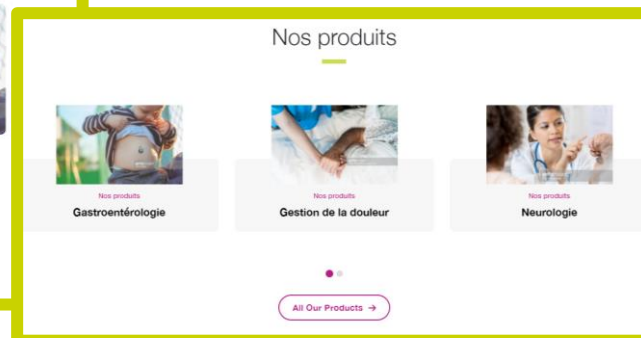 Nos produits
Nos produits
Gastroentérologie
Nos produits
Gestion de la douleur
Nos produits
Neurologie
All Our Products →